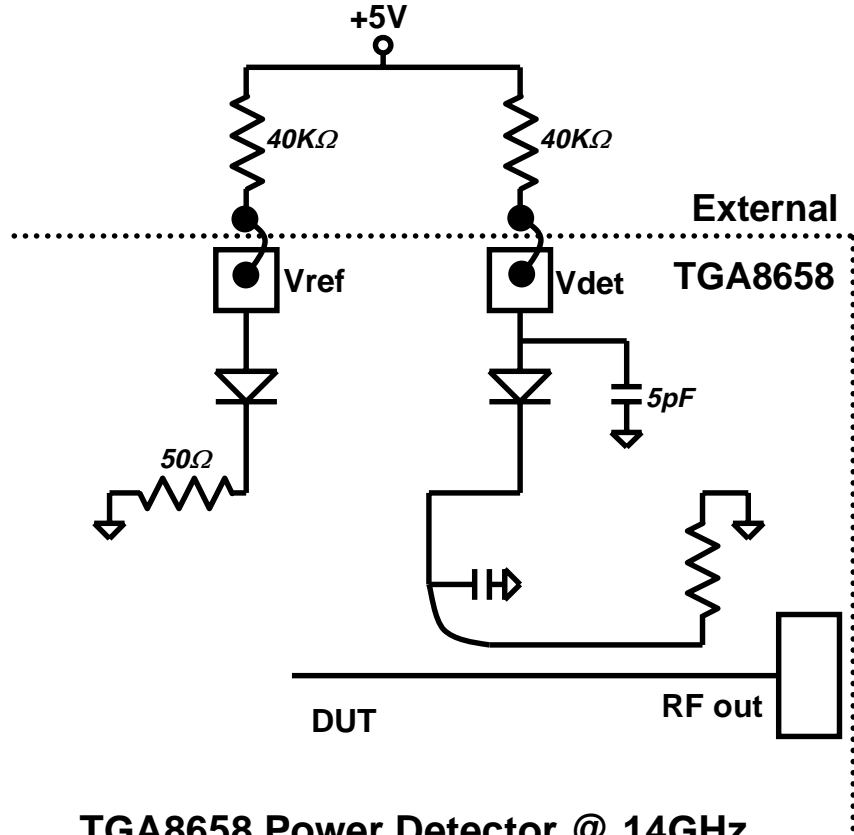 +5V
40KΩ
40KΩ
External
Vref
Vdet
TGA8658
5pF
50Ω
RF out
DUT
TGA8658 Power Detector @ 14GHz